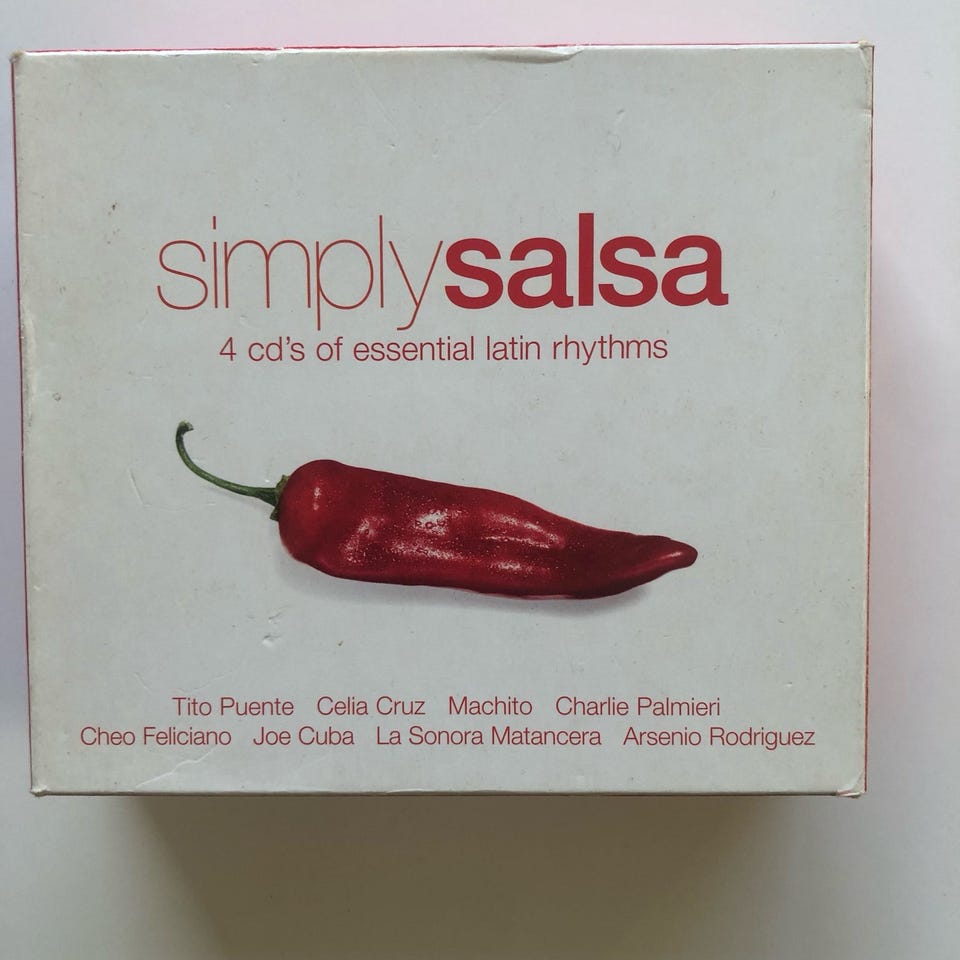 simplysalsa
4 cd's of essential latin rhythms
Tito Puente Celia Cruz Machito Charlie Palmieri
Cheo Feliciano Joe Cuba La Sonora Matancera Arsenio Rodriguez